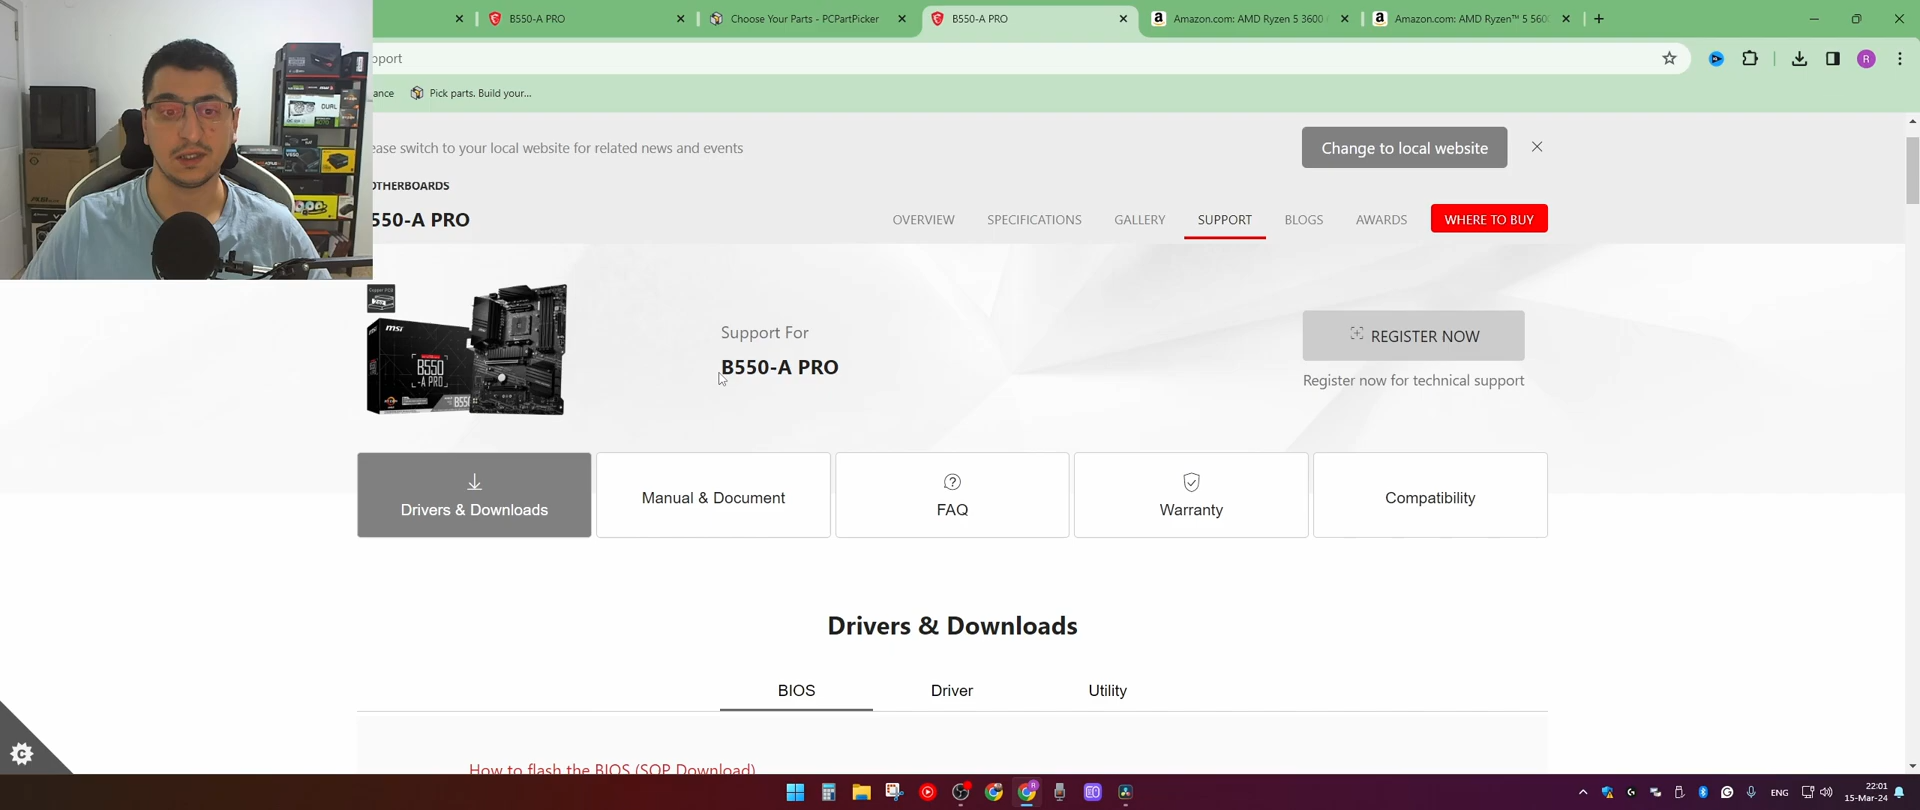 B550-A PRO
Choose Your Parts - PCPartPicker
B550-A PRO
Amazon.com: AMD Ryzen 5 3600
Amazon.com: AMD Ryzen™ 5 560
pport
R
ance
Pick parts. Build your...
ease switch to your local website for related news and events
Change to local website
OTHERBOARDS
550-A PRO
OVERVIEW
SPECIFICATIONS
GALLERY
SUPPORT
BLOGS
AWARDS
WHERE TO BUY
msi
B550
-A PRO
Support For
B550-A PRO
REGISTER NOW
Register now for technical support
Drivers & Downloads
Manual & Document
FAQ
Warranty
Compatibility
Drivers & Downloads
BIOS
Driver
Utility
How to flash the BIOS (SOP Download)
ENG
22:01
15-Mar-24